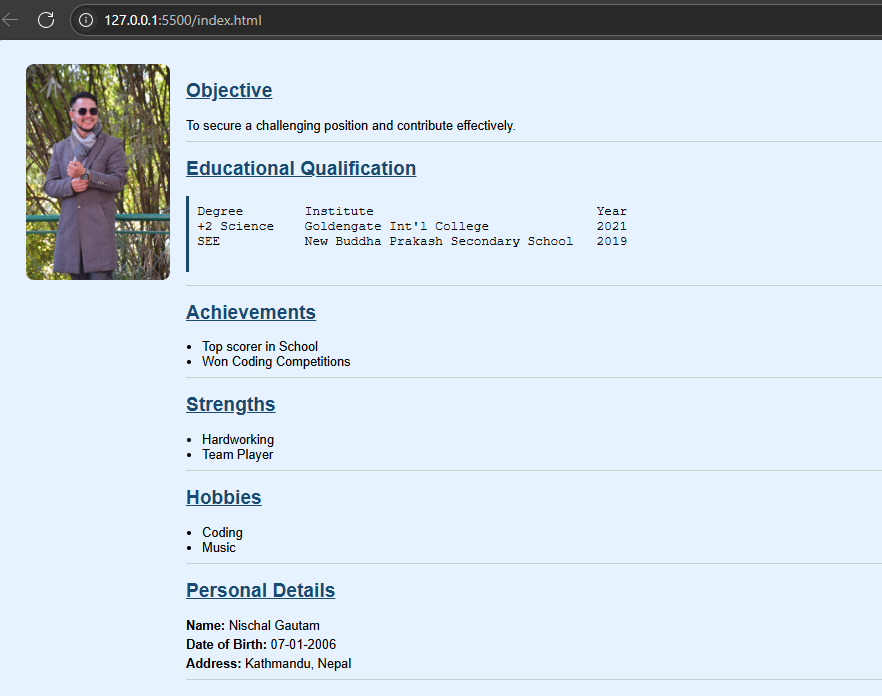 127.0.0.1:5500/index.html
Objective
To secure a challenging position and contribute effectively.
Educational Qualification
Degree Institute Year
+2 Science Goldengate Int'l College 2021
SEE New Buddha Prakash Secondary School 2019
Achievements
Top scorer in School
Won Coding Competitions
Strengths
Hardworking
Team Player
Hobbies
Coding
Music
Personal Details
Name: Nischal Gautam
Date of Birth: 07-01-2006
Address: Kathmandu, Nepal